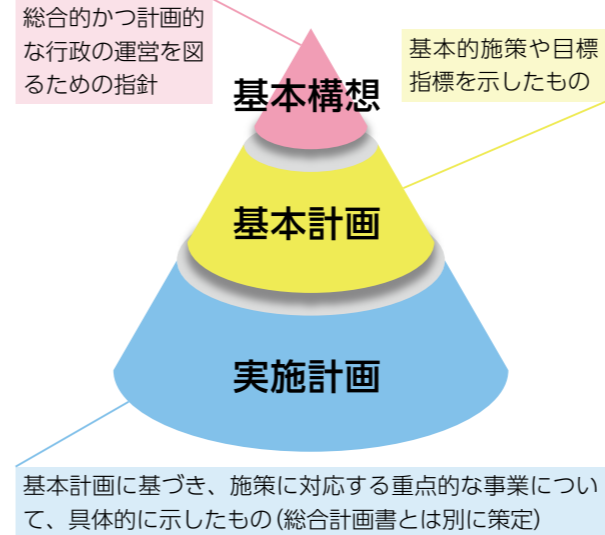 総合的かつ計画的
な行政の運営を図
るための指針
基本的施策や目標
指標を示したもの
基本構想
基本計画
実施計画
基本計画に基づき、施策に対応する重点的な事業につい
て、具体的に示したもの(総合計画書とは別に策定)